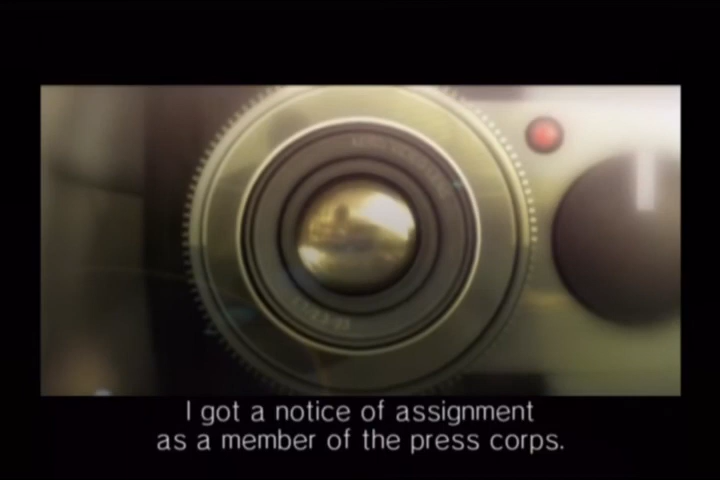 I got a notice of assignment
as a member of the press corps.